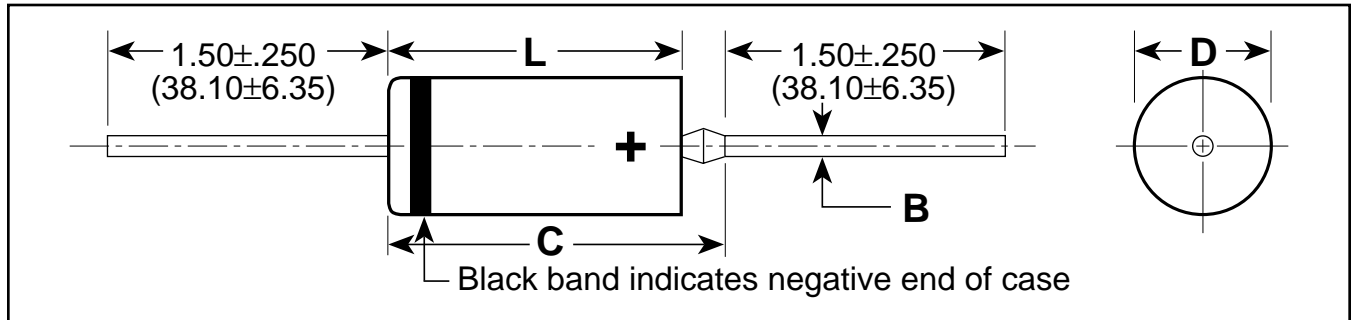 1.50±.250
(38.10±6.35)
L
1.50±.250
(38.10±6.35)
D
+
B
C
Black band indicates negative end of case